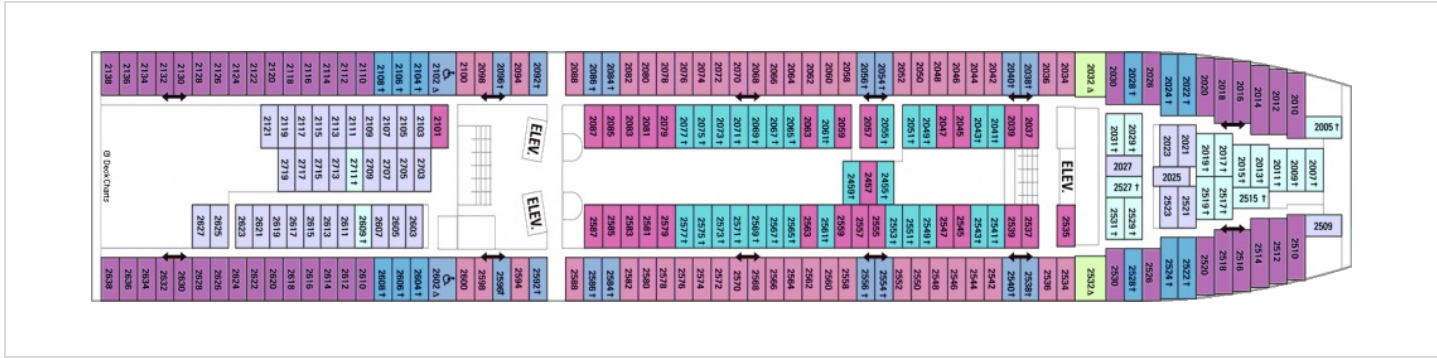 2138 2136 2134 2132 2130 2128 2126 2124 2122 2120 2118 2116 2114 2112 2110 2108† 2106† 2104† 2102△ 2100 2098 2096† 2094 2092† 2088 2086† 2084† 2082 2080 2078 2076 2074 2072 2070 2068 2066 2064 2062 2060 2058 2056† 2054† 2052 2050 2048 2046 2044 2042 2040† 2038† 2036 2034 2032△ 2030 2028† 2026 2024† 2022† 2020 2018 2016 2014 2012 2010
2005†
2121 2119 2117 2115 2113 2111 2109 2107 2105 2103 2101 ELEV. 2087 2085 2083 2081 2079 2077† 2075† 2073† 2071† 2069† 2067† 2065† 2063 2061† 2059 2057 2055† 2051† 2049† 2047 2045 2043† 2041† 2039 2037 2031† 2029† 2023 2021 2019† 2017† 2015† 2013† 2011† 2009† 2007†
2719 2717 2715 2713 2711† 2709 2707 2705 2703 2459† 2457 2455† ELEV. 2027 2025
© Deck Charts
2527† 2515†
2627 2625 2623 2621 2619 2617 2615 2613 2611 2609† 2607 2605 2603 ELEV. 2587 2585 2583 2581 2579 2577† 2575† 2573† 2571† 2569† 2567† 2565† 2563 2561† 2559 2557 2555 2553† 2551† 2549† 2547 2545 2543† 2541† 2539 2537 2535 2531† 2529† 2523 2521 2519† 2517† 2509
2638 2636 2634 2632 2630 2628 2626 2624 2622 2620 2618 2616 2614 2612 2610 2608† 2606† 2604† 2602△ 2600 2598 2596† 2594 2592† 2588 2586† 2584† 2582 2580 2578 2576 2574 2572 2570 2568 2566 2564 2562 2560 2558 2556† 2554† 2552 2550 2548 2546 2544 2542 2540† 2538† 2536 2534 2532△ 2530 2528† 2526 2524† 2522† 2520 2518 2516 2514 2512 2510